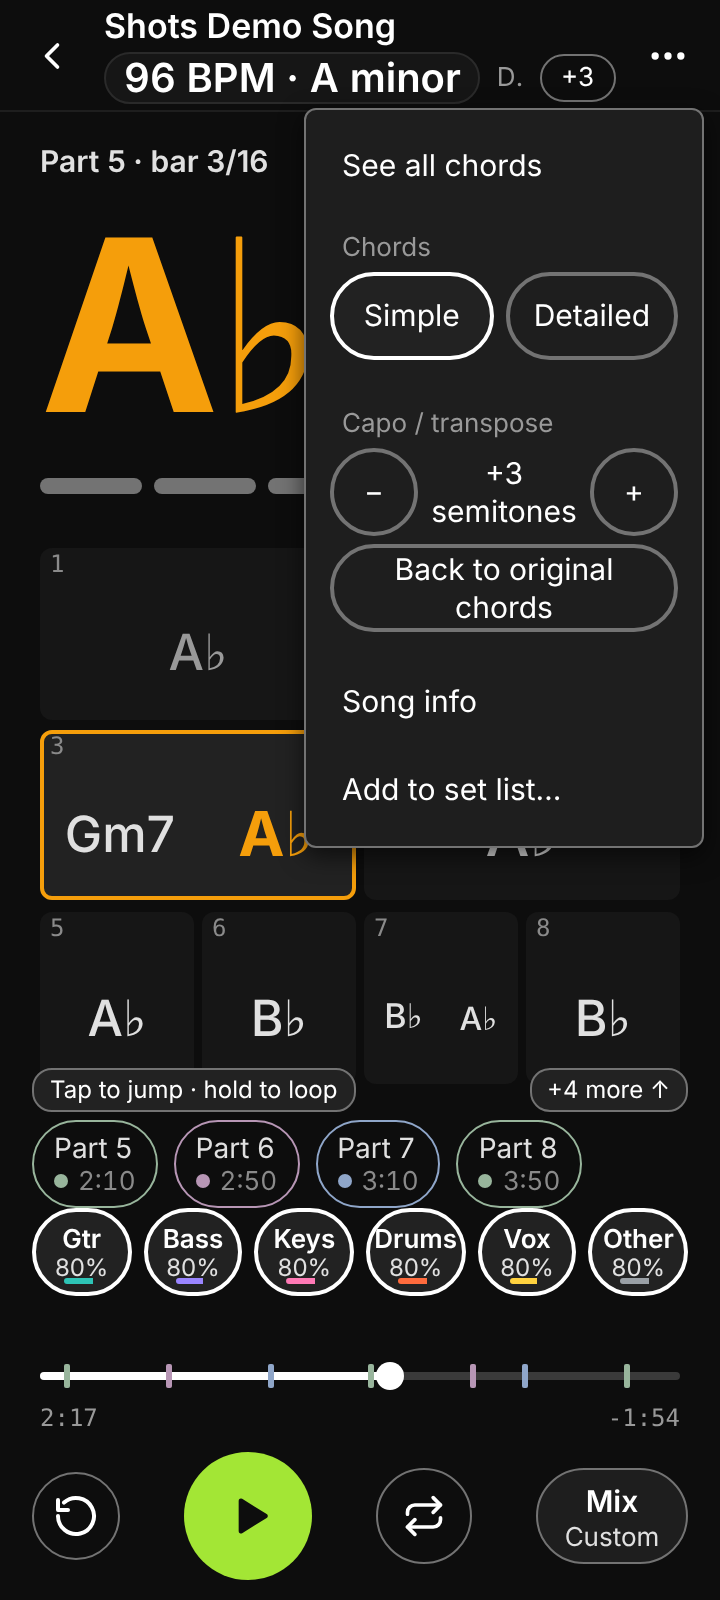 Shots Demo Song
96 BPM · A minor
D.
+3
Part 5 · bar 3/16
A♭
See all chords
Chords
Simple
Detailed
Capo / transpose
−
+3
semitones
+
Back to original
chords
Song info
Add to set list...
1
A♭
3
Gm7
A♭
5
A♭
6
B♭
7
B♭
A♭
8
B♭
Tap to jump · hold to loop
+4 more ↑
Part 5
2:10
Part 6
2:50
Part 7
3:10
Part 8
3:50
Gtr
80%
Bass
80%
Keys
80%
Drums
80%
Vox
80%
Other
80%
2:17
-1:54
Mix
Custom